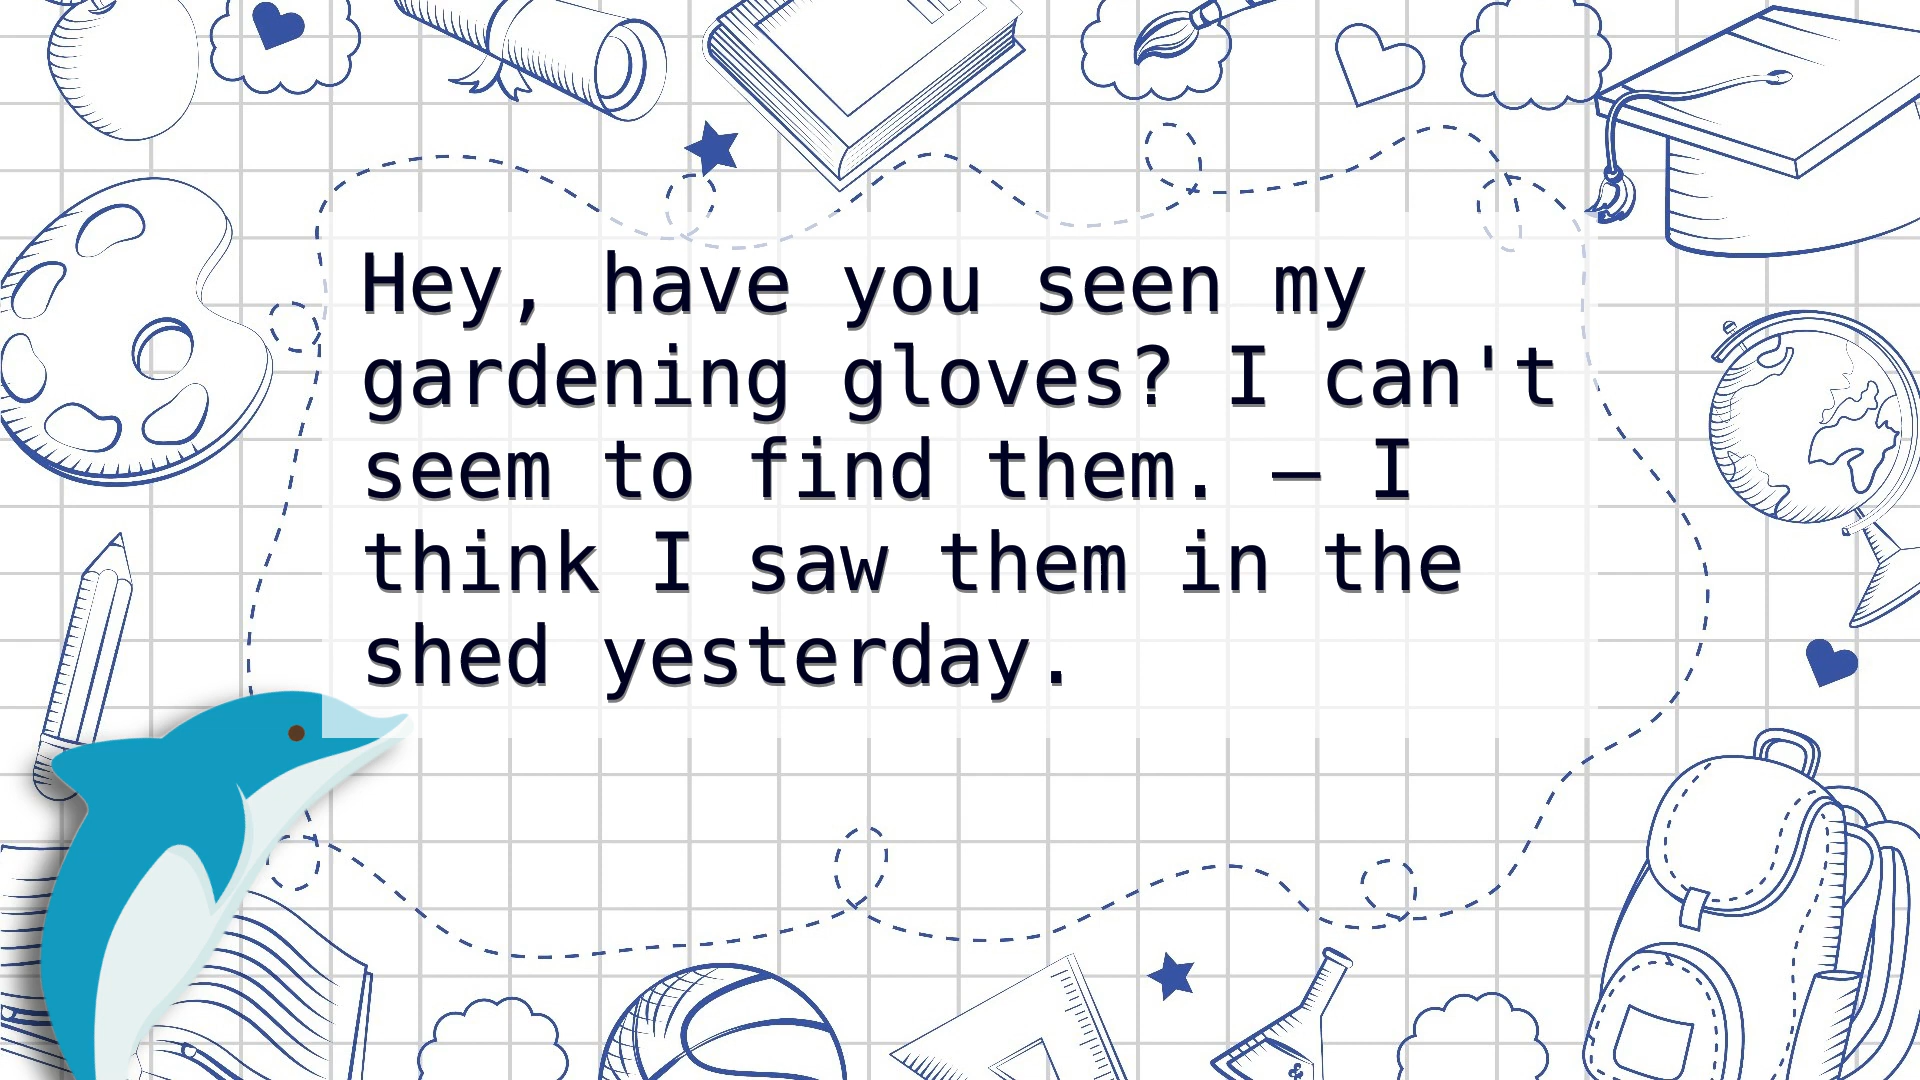 Hey, have you seen my
gardening gloves? I can't
seem to find them. – I
think I saw them in the
shed yesterday.